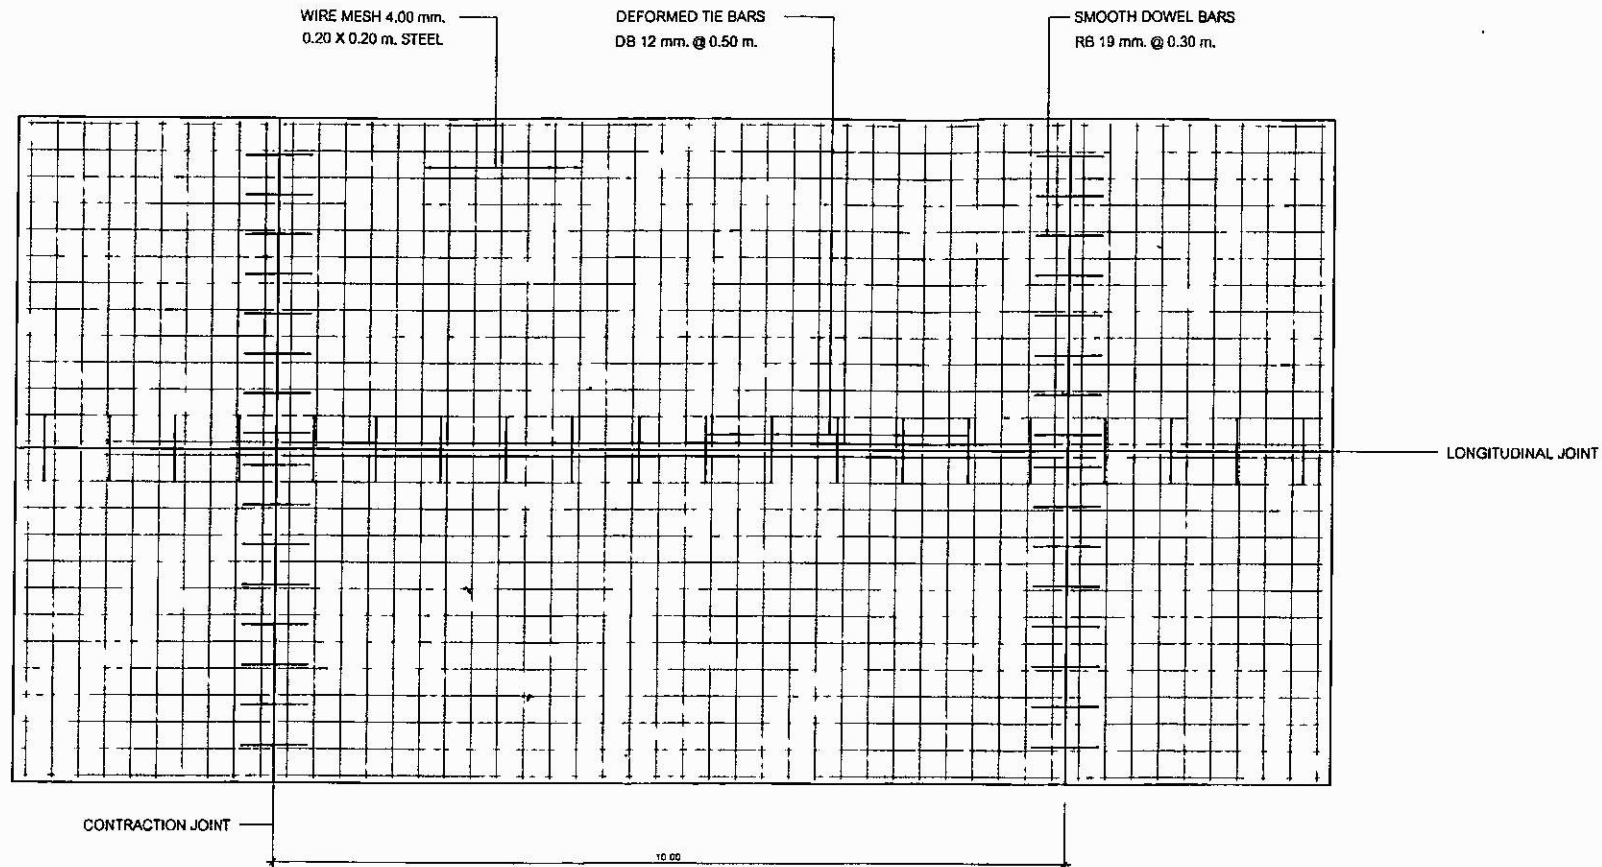 WIRE MESH 4.00 mm.
0.20 X 0.20 m. STEEL
DEFORMED TIE BARS
DB 12 mm. @ 0.50 m.
SMOOTH DOWEL BARS
RB 19 mm. @ 0.30 m.
LONGITUDINAL JOINT
CONTRACTION JOINT
10.00